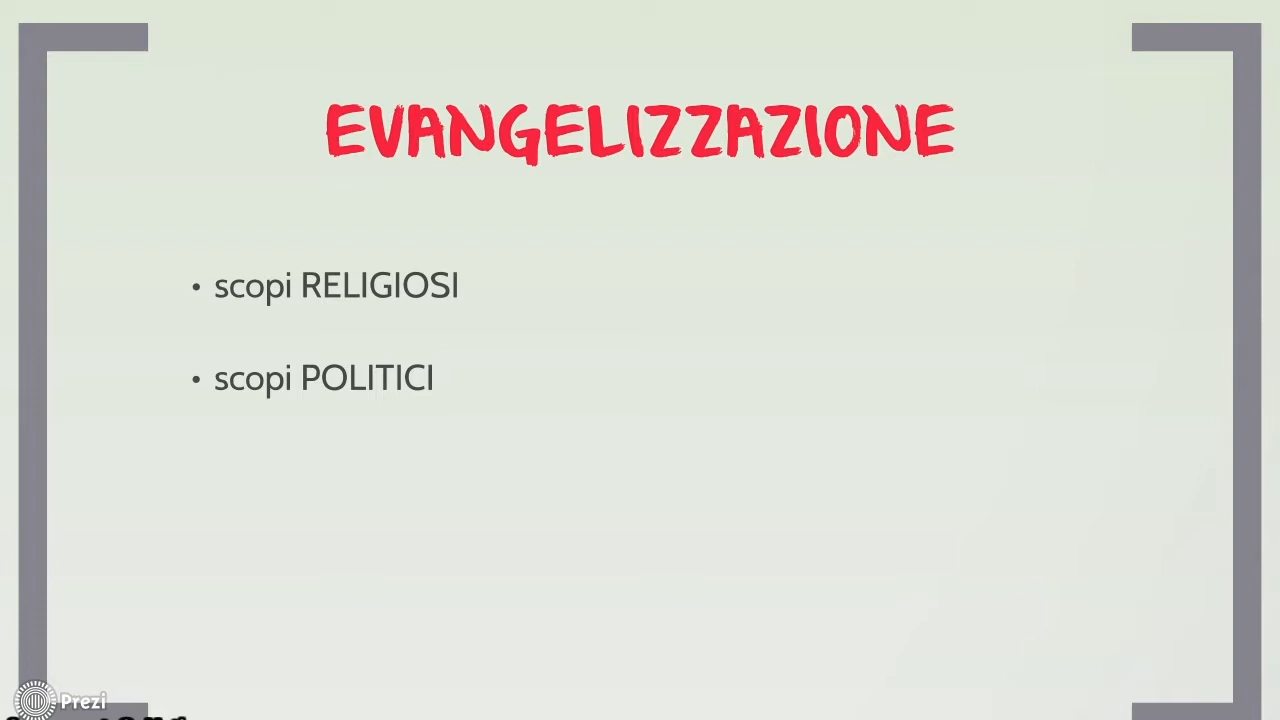 EVANGELIZZAZIONE
• scopi RELIGIOSI
• scopi POLITICI
Prezi